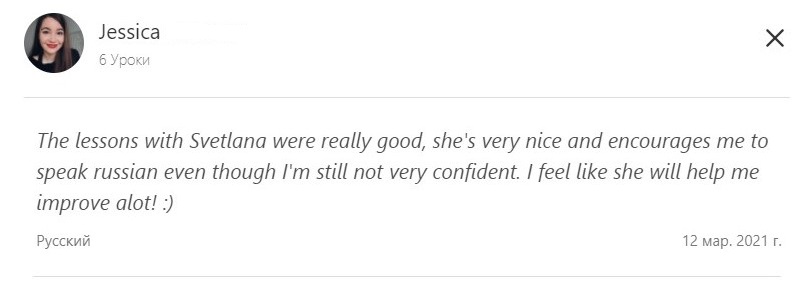 Jessica
6 Уроки
The lessons with Svetlana were really good, she's very nice and encourages me to
speak russian even though I'm still not very confident. I feel like she will help me
improve alot! :)
Русский
12 мар. 2021 г.